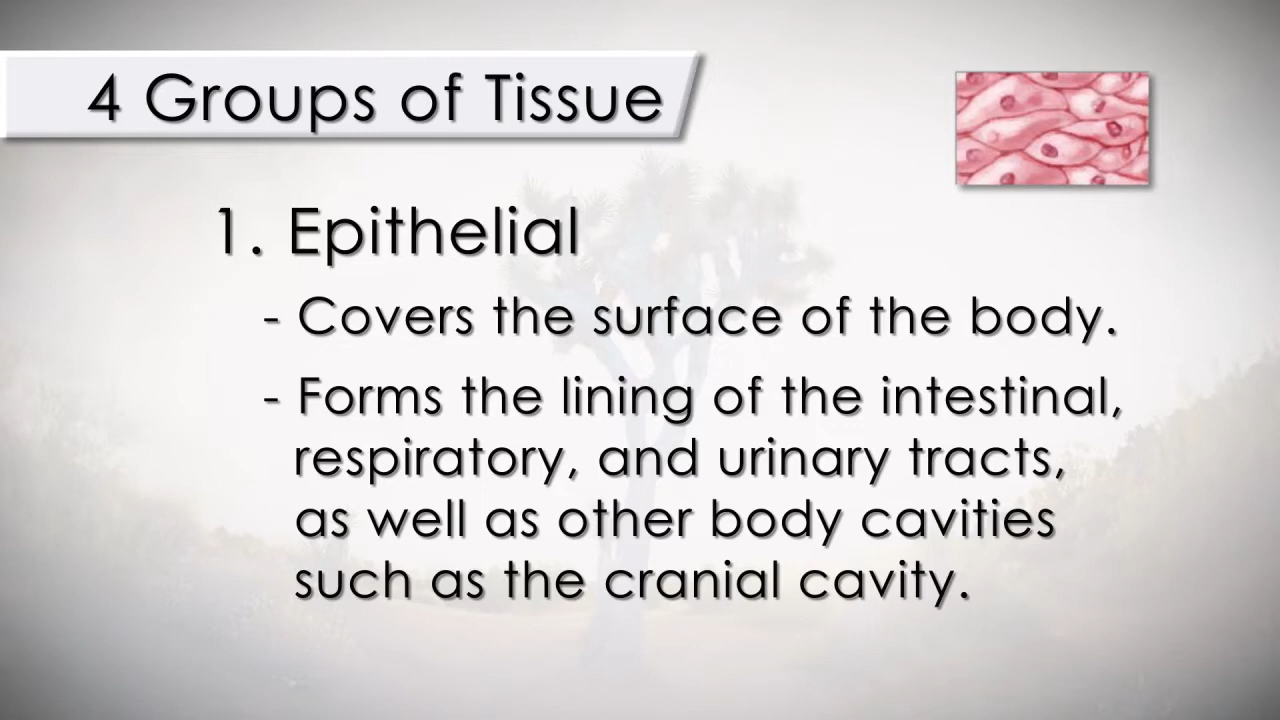 4 Groups of Tissue
1. Epithelial
- Covers the surface of the body.
- Forms the lining of the intestinal,
respiratory, and urinary tracts,
as well as other body cavities
such as the cranial cavity.